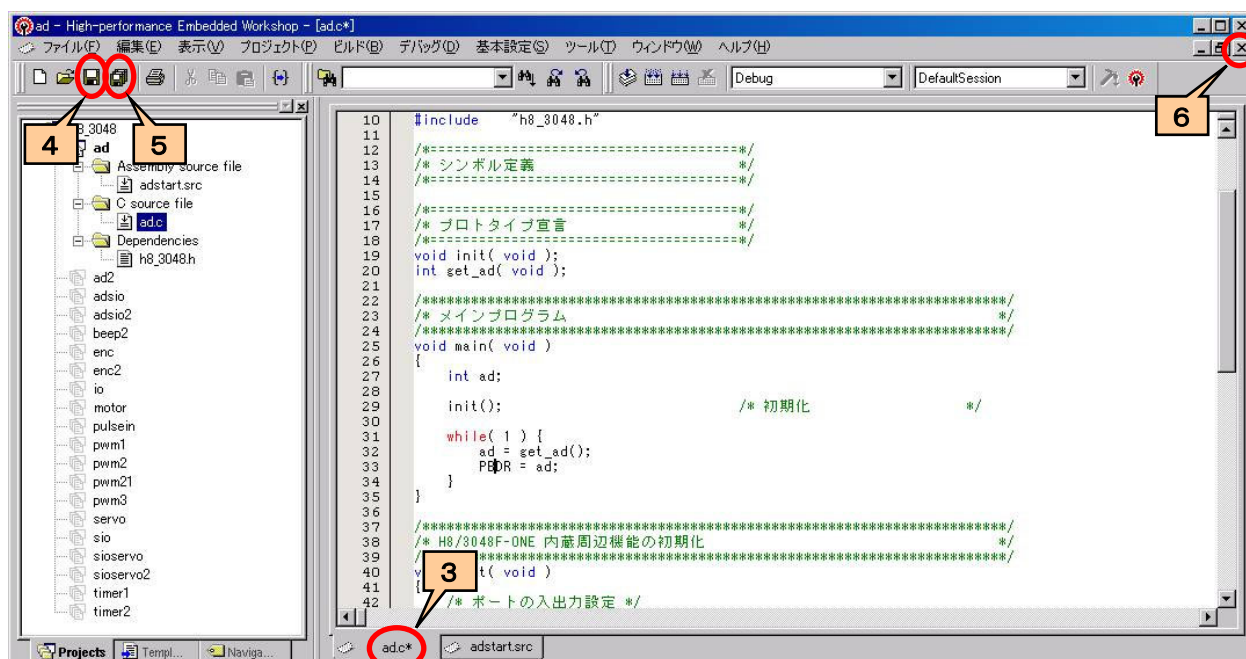 ad - High-performance Embedded Workshop - [ad.c*]
ファイル(F) 編集(E) 表示(V) プロジェクト(P) ビルド(B) デバッグ(D) 基本設定(S) ツール(T) ウィンドウ(W) ヘルプ(H)
Debug DefaultSession
4
5
6
8_3048
ad
Assembly source file
adstart.src
C source file
ad.c
Dependencies
h8_3048.h
ad2
adsio
adsio2
beep2
enc
enc2
io
motor
pulsein
pwm1
pwm2
pwm21
pwm3
servo
sio
sioservo
sioservo2
timer1
timer2
Projects Templ... Naviga...
10 #include "h8_3048.h"
11
12 /*======================================*/
13 /* シンボル定義 */
14 /*======================================*/
15
16 /*======================================*/
17 /* プロトタイプ宣言 */
18 /*======================================*/
19 void init( void );
20 int get_ad( void );
21
22 /************************************************************************/
23 /* メインプログラム */
24 /************************************************************************/
25 void main( void )
26 {
27 int ad;
28
29 init(); /* 初期化 */
30
31 while( 1 ) {
32 ad = get_ad();
33 PBDR = ad;
34 }
35 }
36
37 /************************************************************************/
38 /* H8/3048F-ONE 内蔵周辺機能の初期化 */
39 /************************************************************************/
40 v t( void )
41 {
42 /* ポートの入出力設定 */
3
ad.c* adstart.src